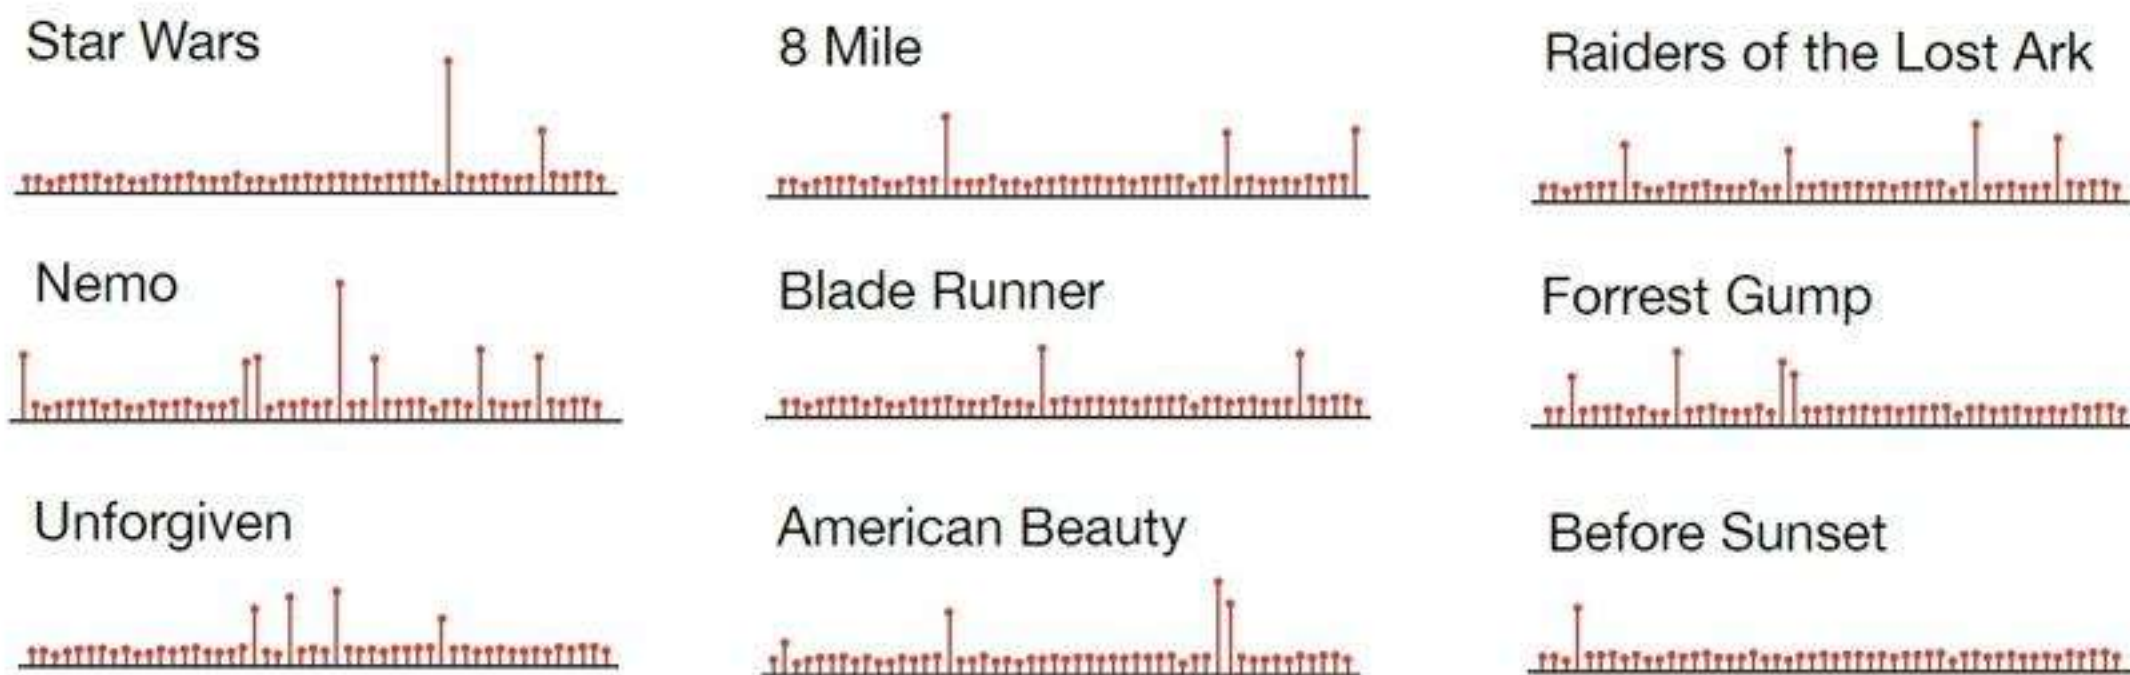 Star Wars
8 Mile
Raiders of the Lost Ark
Nemo
Blade Runner
Forrest Gump
Unforgiven
American Beauty
Before Sunset